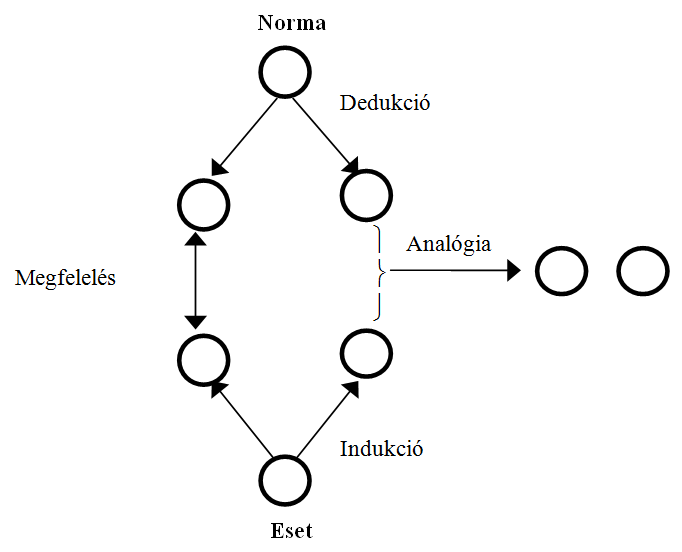 Norma
Dedukció
Analógia
Megfelelés
Indukció
Eset